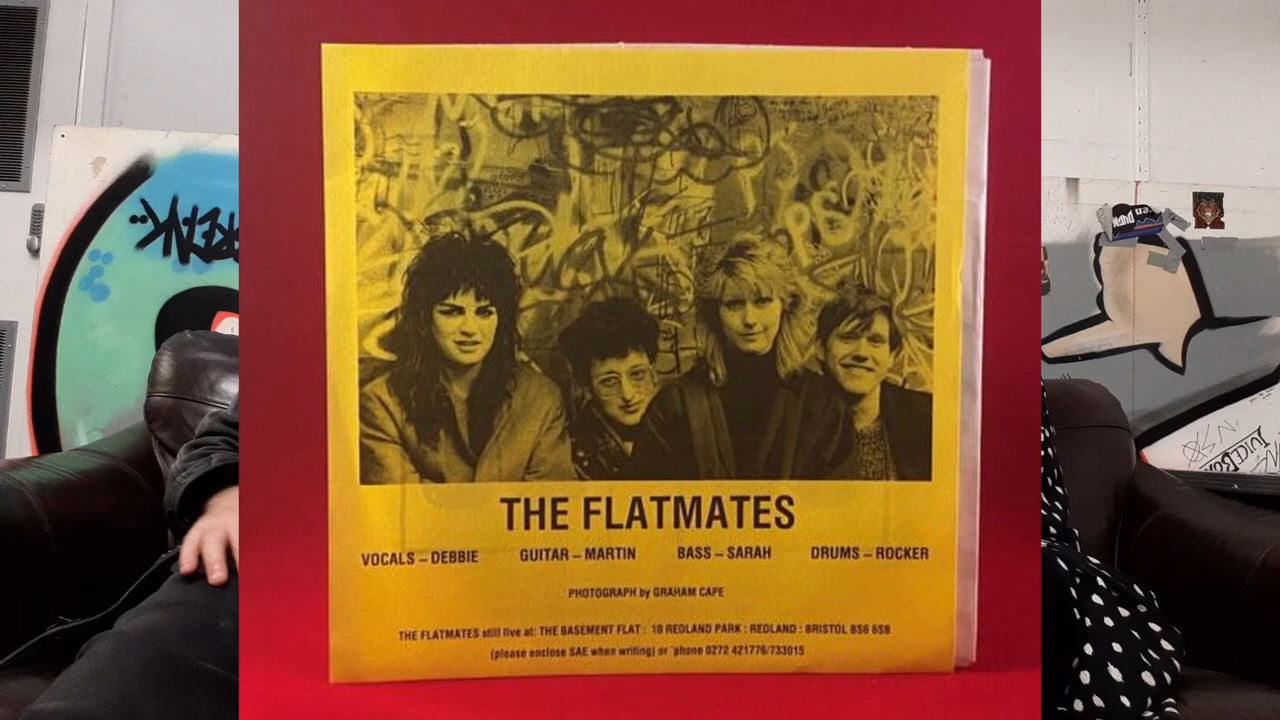 THE FLATMATES
VOCALS – DEBBIE GUITAR – MARTIN BASS – SARAH DRUMS – ROCKER
PHOTOGRAPH by GRAHAM CAPE
THE FLATMATES still live at: THE BASEMENT FLAT : 10 REDLAND PARK : REDLAND : BRISTOL BS6 6SB
(please enclose SAE when writing) or 'phone 0272 421776/733015